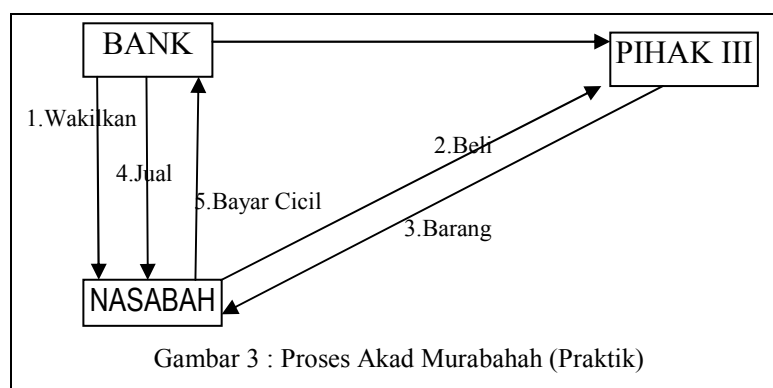 BANK
PIHAK III
1.Wakilkan
2.Beli
4.Jual
5.Bayar Cicil
3.Barang
NASABAH
Gambar 3 : Proses Akad Murabahah (Praktik)